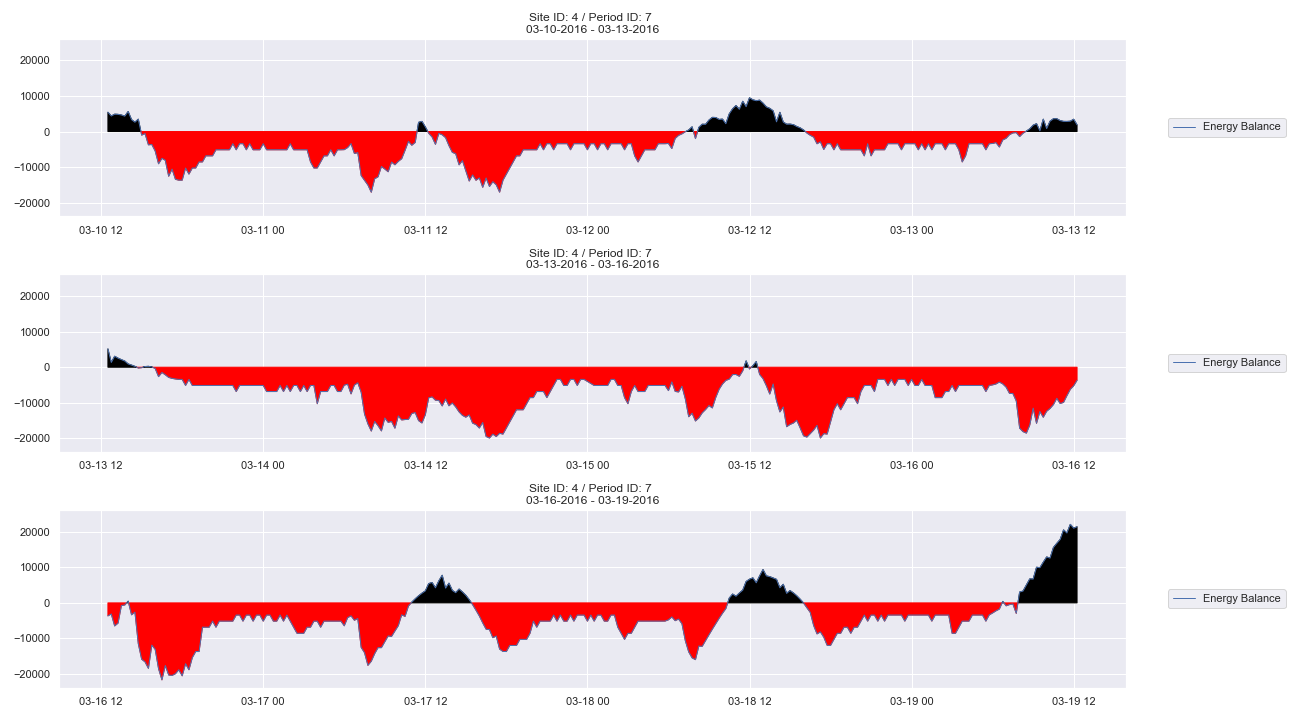 Site ID: 4 / Period ID: 7
03-10-2016 - 03-13-2016
20000
10000
0
−10000
−20000
03-10 12 03-11 00 03-11 12 03-12 00 03-12 12 03-13 00 03-13 12
Energy Balance
Site ID: 4 / Period ID: 7
03-13-2016 - 03-16-2016
20000
10000
0
−10000
−20000
03-13 12 03-14 00 03-14 12 03-15 00 03-15 12 03-16 00 03-16 12
Energy Balance
Site ID: 4 / Period ID: 7
03-16-2016 - 03-19-2016
20000
10000
0
−10000
−20000
03-16 12 03-17 00 03-17 12 03-18 00 03-18 12 03-19 00 03-19 12
Energy Balance